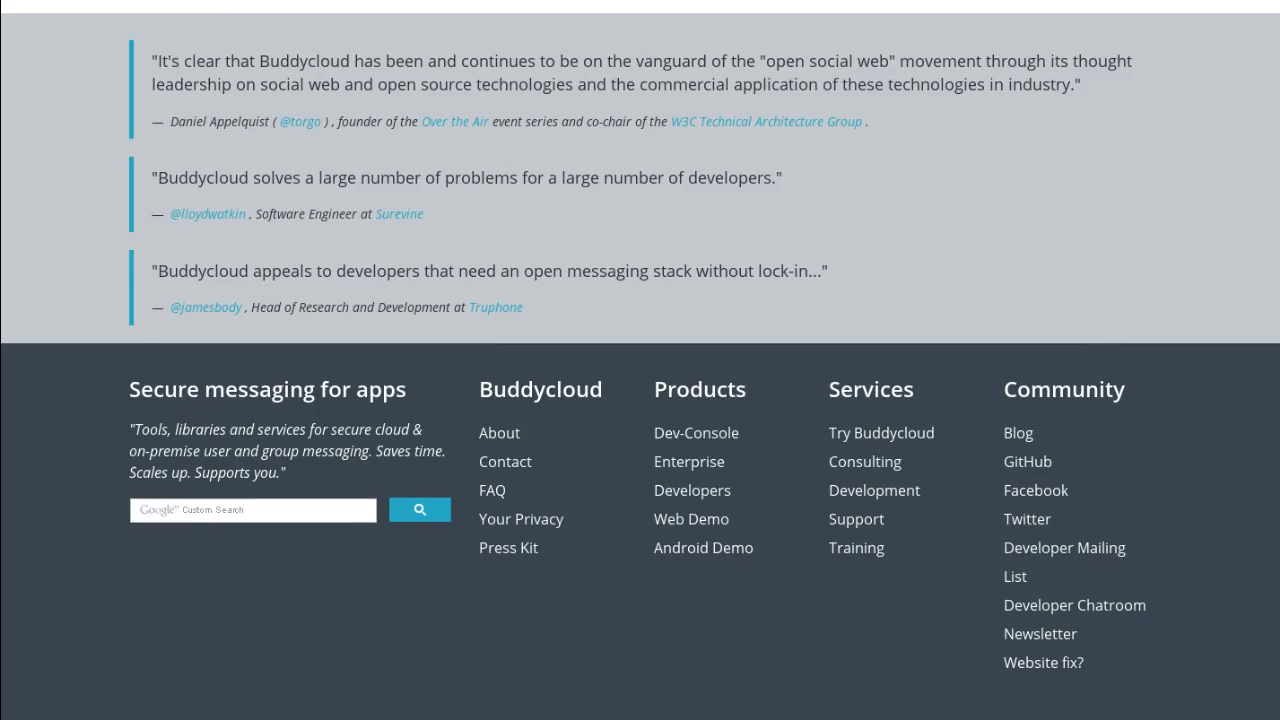 "It's clear that Buddycloud has been and continues to be on the vanguard of the "open social web" movement through its thought
leadership on social web and open source technologies and the commercial application of these technologies in industry."
— Daniel Appelquist ( @torgo ) , founder of the Over the Air event series and co-chair of the W3C Technical Architecture Group .
"Buddycloud solves a large number of problems for a large number of developers."
— @lloydwatkin , Software Engineer at Surevine
"Buddycloud appeals to developers that need an open messaging stack without lock-in..."
— @jamesbody , Head of Research and Development at Truphone
Secure messaging for apps
"Tools, libraries and services for secure cloud &
on-premise user and group messaging. Saves time.
Scales up. Supports you."
Google™ Custom Search
Buddycloud
About
Contact
FAQ
Your Privacy
Press Kit
Products
Dev-Console
Enterprise
Developers
Web Demo
Android Demo
Services
Try Buddycloud
Consulting
Development
Support
Training
Community
Blog
GitHub
Facebook
Twitter
Developer Mailing
List
Developer Chatroom
Newsletter
Website fix?